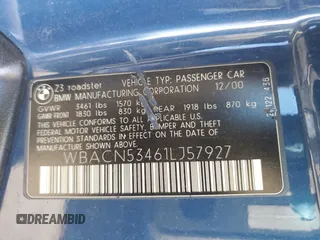 Z3 roadster VEHICLE TYP: PASSENGER CAR
BMW MANUFACTURING CORPORATION 12/00
GVWR 3461 lbs 1570 kg
GAWR FRONT 1830 lbs 830 kg REAR 1918 lbs 870 kg
THIS VEHICLE CONFORMS TO ALL APPLICABLE
FEDERAL MOTOR VEHICLE SAFETY, BUMPER
AND THEFT PREVENTION STANDARDS IN EFFECT ON
THE DATE OF MANUFACTURE SHOWN ABOVE.
WBACN53461LJ57927
DREAMBID